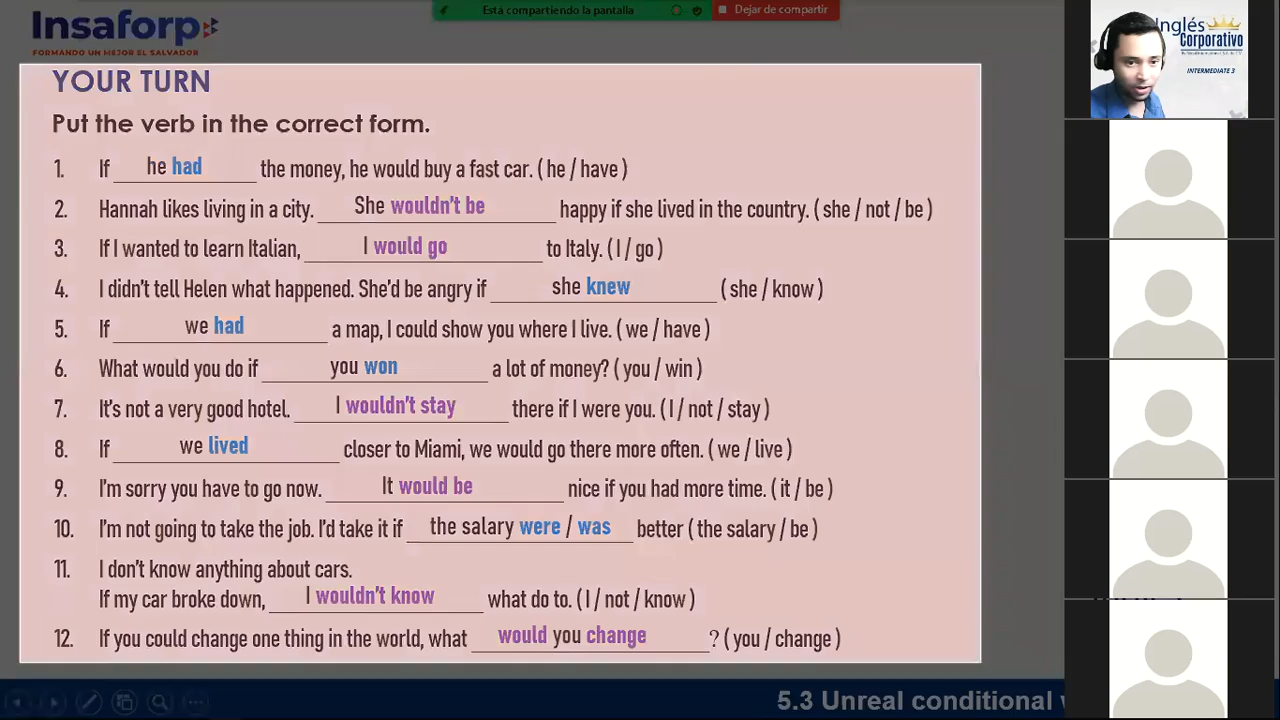 Está compartiendo la pantalla
Dejar de compartir
Insaforp
FORMANDO UN MEJOR EL SALVADOR
Inglés
Corporativo
INTERMEDIATE 3
YOUR TURN
Put the verb in the correct form.
1. If he had the money, he would buy a fast car. ( he / have )
2. Hannah likes living in a city. She wouldn't be happy if she lived in the country. ( she / not / be )
3. If I wanted to learn Italian, I would go to Italy. ( I / go )
4. I didn't tell Helen what happened. She'd be angry if she knew ( she / know )
5. If we had a map, I could show you where I live. ( we / have )
6. What would you do if you won a lot of money? ( you / win )
7. It's not a very good hotel. I wouldn't stay there if I were you. ( I / not / stay )
8. If we lived closer to Miami, we would go there more often. ( we / live )
9. I'm sorry you have to go now. It would be nice if you had more time. ( it / be )
10. I'm not going to take the job. I'd take it if the salary were / was better ( the salary / be )
11. I don't know anything about cars.
If my car broke down, I wouldn't know what do to. ( I / not / know )
12. If you could change one thing in the world, what would you change ? ( you / change )
5.3 Unreal conditional